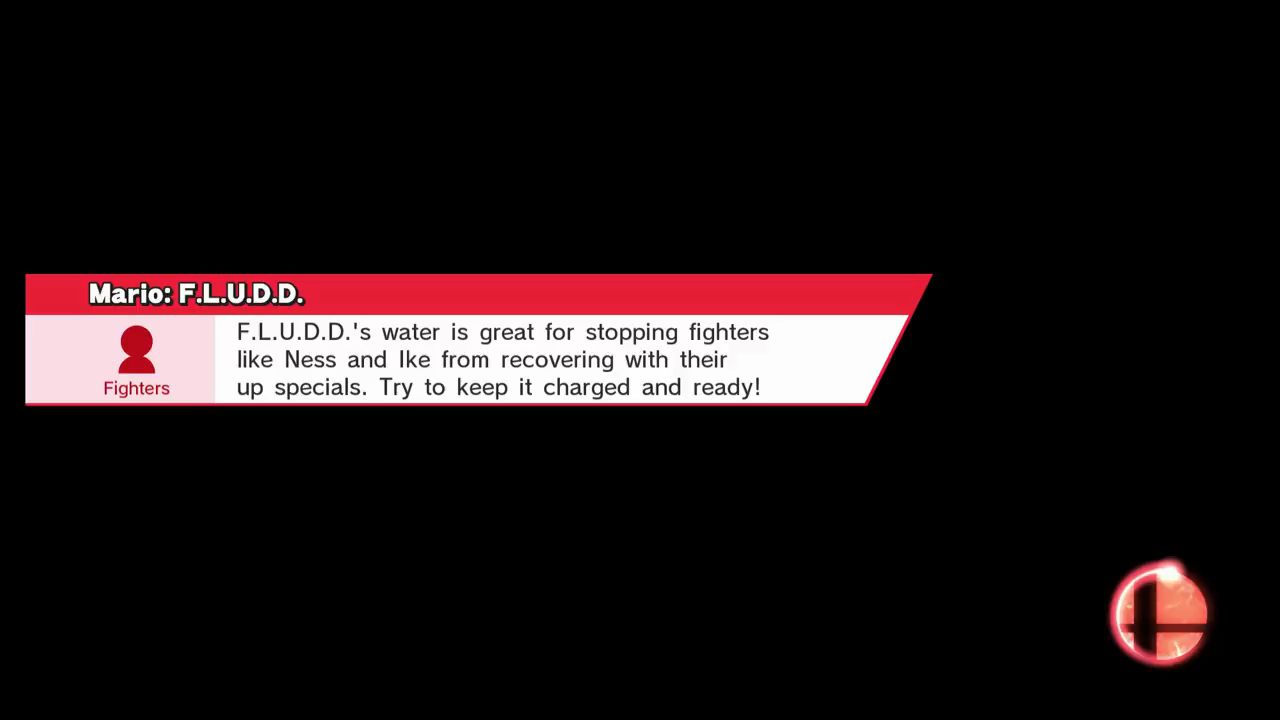 Mario: F.L.U.D.D.
F.L.U.D.D.'s water is great for stopping fighters
like Ness and Ike from recovering with their
up specials. Try to keep it charged and ready!
Fighters